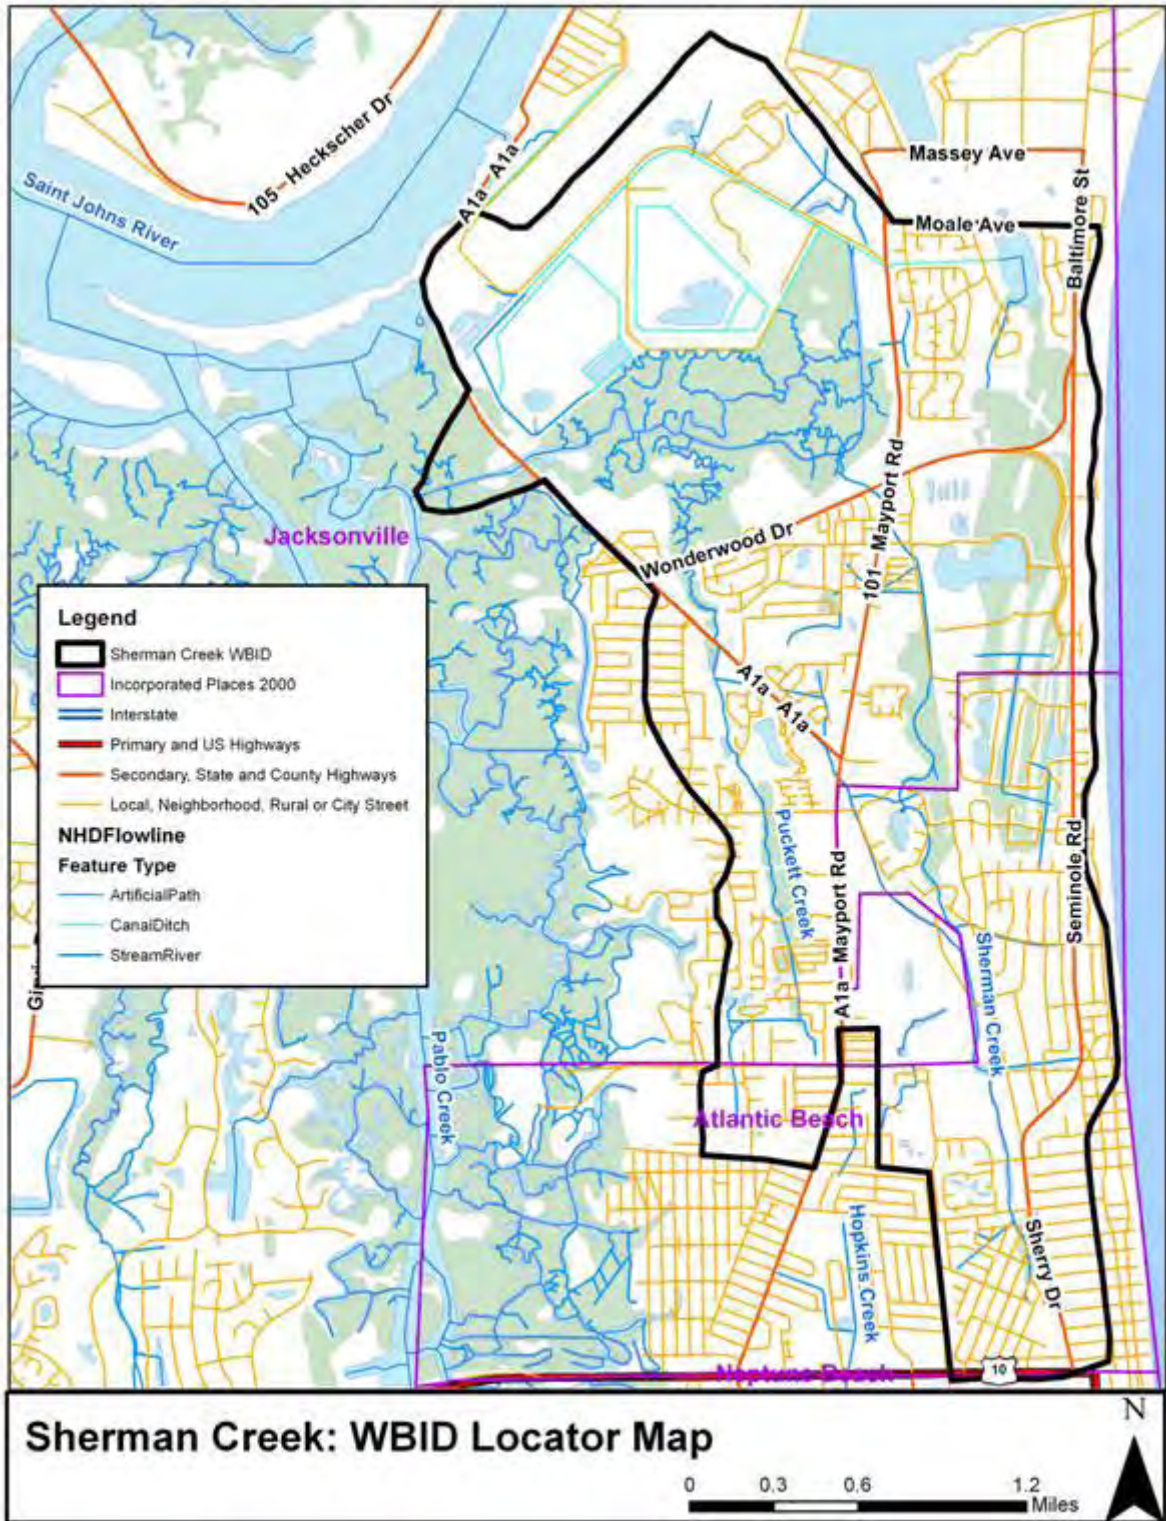 Massey Ave
Moale Ave
Baltimore St
105 Heckscher Dr
A1a A1a
Saint Johns River
Jacksonville
101 Mayport Rd
Wonderwood Dr
A1a A1a
Legend
Sherman Creek WBID
Incorporated Places 2000
Interstate
Primary and US Highways
Secondary, State and County Highways
Local, Neighborhood, Rural or City Street
NHDFlowline
Feature Type
ArtificialPath
CanalDitch
StreamRiver
Puckett Creek
A1a Mayport Rd
Seminole Rd
Sherman Creek
Pablo Creek
Atlantic Beach
Hopkins Creek
Sherry Dr
Neptune Beach
10
Sherman Creek: WBID Locator Map
N
0 0.3 0.6 1.2
Miles